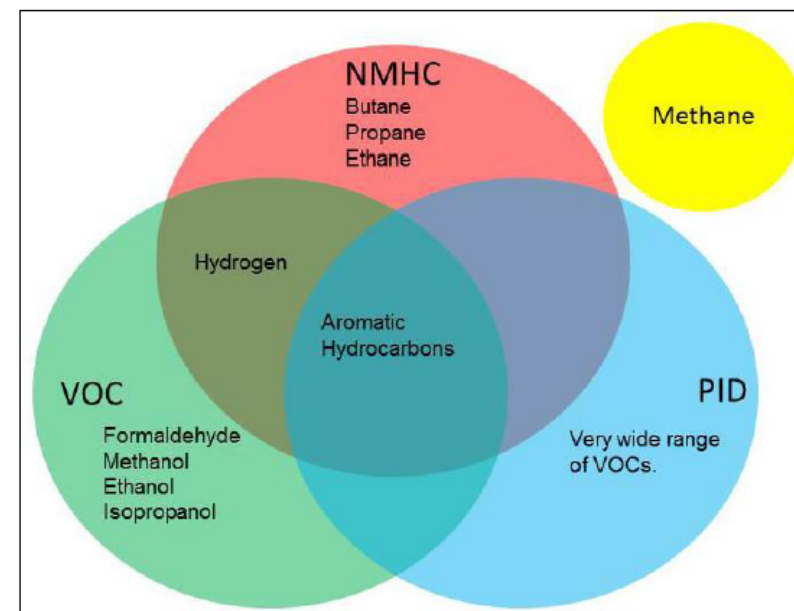 NMHC
Butane
Propane
Ethane
Methane
Hydrogen
Aromatic
Hydrocarbons
VOC
Formaldehyde
Methanol
Ethanol
Isopropanol
PID
Very wide range
of VOCs.